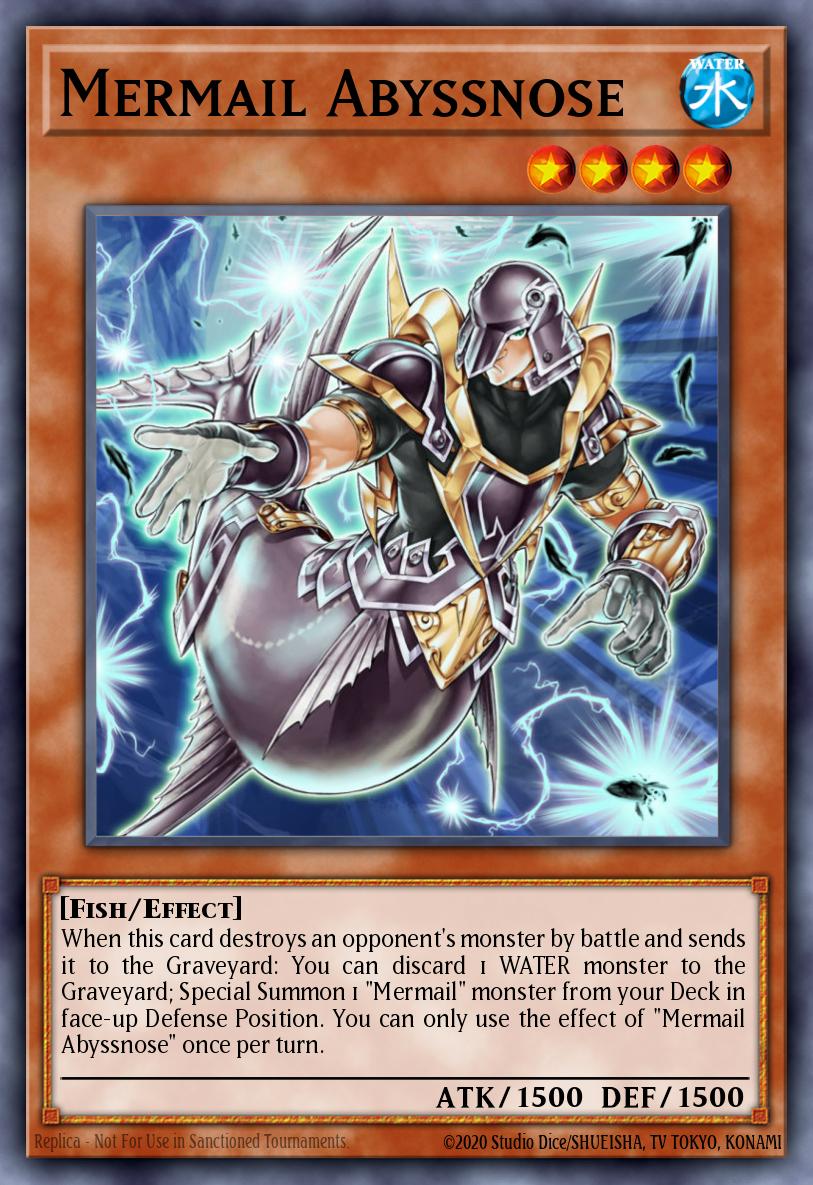 Mermail Abyssnose
WATER
水
[Fish/Effect]
When this card destroys an opponent's monster by battle and sends
it to the Graveyard: You can discard 1 WATER monster to the
Graveyard; Special Summon 1 "Mermail" monster from your Deck in
face-up Defense Position. You can only use the effect of "Mermail
Abyssnose" once per turn.
ATK/1500 DEF/1500
Replica - Not For Use in Sanctioned Tournaments.
©2020 Studio Dice/SHUEISHA, TV TOKYO, KONAMI